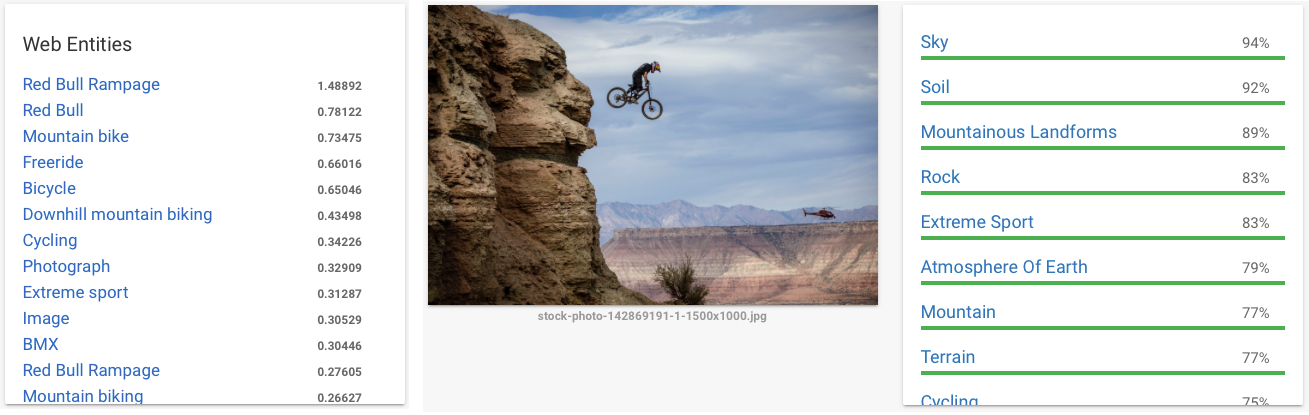 Web Entities
Red Bull Rampage 1.48892
Red Bull 0.78122
Mountain bike 0.73475
Freeride 0.66016
Bicycle 0.65046
Downhill mountain biking 0.43498
Cycling 0.34226
Photograph 0.32909
Extreme sport 0.31287
Image 0.30529
BMX 0.30446
Red Bull Rampage 0.27605
Mountain biking 0.26627
stock-photo-142869191-1-1500x1000.jpg
Sky 94%
Soil 92%
Mountainous Landforms 89%
Rock 83%
Extreme Sport 83%
Atmosphere Of Earth 79%
Mountain 77%
Terrain 77%
Cycling 75%